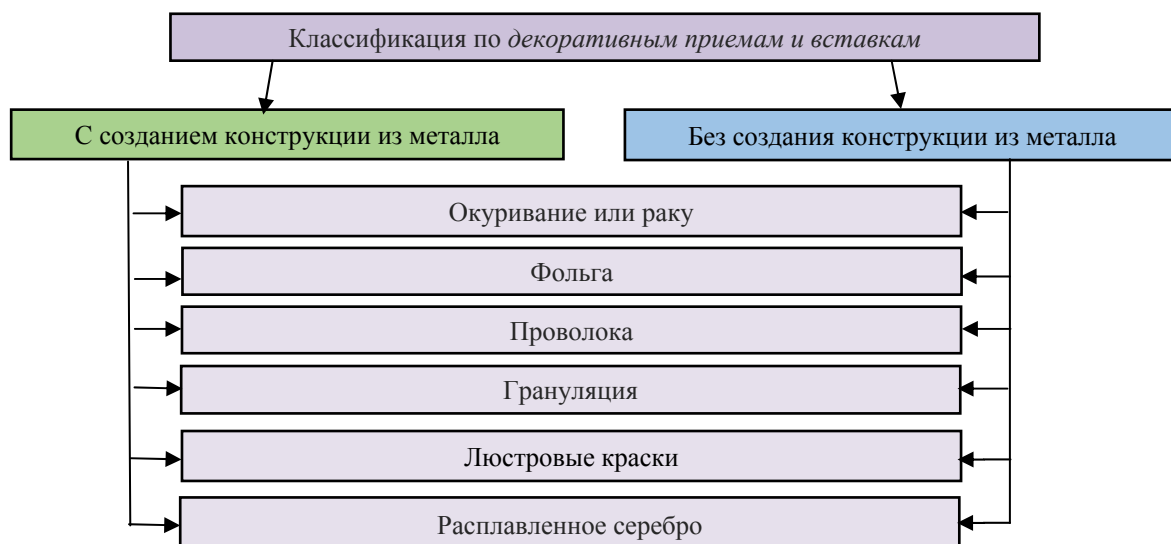 Классификация по декоративным приемам и вставкам
С созданием конструкции из металла
Без создания конструкции из металла
Окуривание или раку
Фольга
Проволока
Грануляция
Люстровые краски
Расплавленное серебро